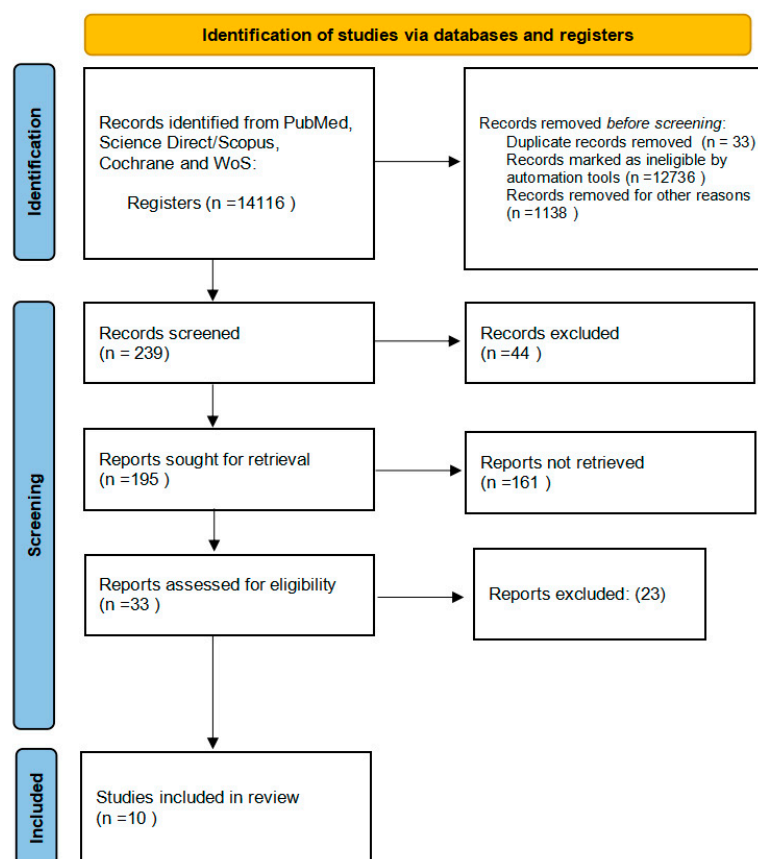 Identification of studies via databases and registers
Identification
Records identified from PubMed,
Science Direct/Scopus,
Cochrane and WoS:
Registers (n =14116 )
Records removed before screening:
Duplicate records removed (n = 33)
Records marked as ineligible by
automation tools (n =12736 )
Records removed for other reasons
(n =1138 )
Screening
Records screened
(n = 239)
Records excluded
(n =44 )
Reports sought for retrieval
(n =195 )
Reports not retrieved
(n =161 )
Reports assessed for eligibility
(n =33 )
Reports excluded: (23)
Included
Studies included in review
(n =10 )